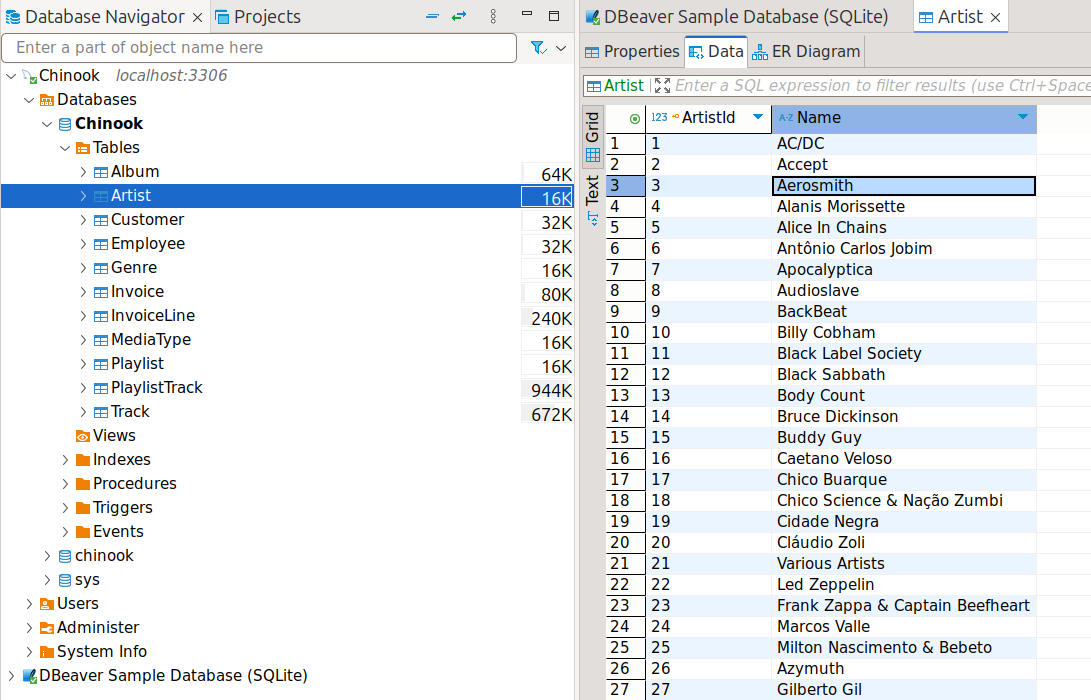 Database Navigator
Projects
Enter a part of object name here
Chinook localhost:3306
Databases
Chinook
Tables
Album 64K
Artist 16K
Customer 32K
Employee 32K
Genre 16K
Invoice 80K
InvoiceLine 240K
MediaType 16K
Playlist 16K
PlaylistTrack 944K
Track 672K
Views
Indexes
Procedures
Triggers
Events
chinook
sys
Users
Administer
System Info
DBeaver Sample Database (SQLite)
DBeaver Sample Database (SQLite)
Artist
Properties
Data
ER Diagram
Artist
Enter a SQL expression to filter results (use Ctrl+Space
Grid
Text
123 ArtistId A-Z Name
1 1 AC/DC
2 2 Accept
3 3 Aerosmith
4 4 Alanis Morissette
5 5 Alice In Chains
6 6 Antônio Carlos Jobim
7 7 Apocalyptica
8 8 Audioslave
9 9 BackBeat
10 10 Billy Cobham
11 11 Black Label Society
12 12 Black Sabbath
13 13 Body Count
14 14 Bruce Dickinson
15 15 Buddy Guy
16 16 Caetano Veloso
17 17 Chico Buarque
18 18 Chico Science & Nação Zumbi
19 19 Cidade Negra
20 20 Cláudio Zoli
21 21 Various Artists
22 22 Led Zeppelin
23 23 Frank Zappa & Captain Beefheart
24 24 Marcos Valle
25 25 Milton Nascimento & Bebeto
26 26 Azymuth
27 27 Gilberto Gil